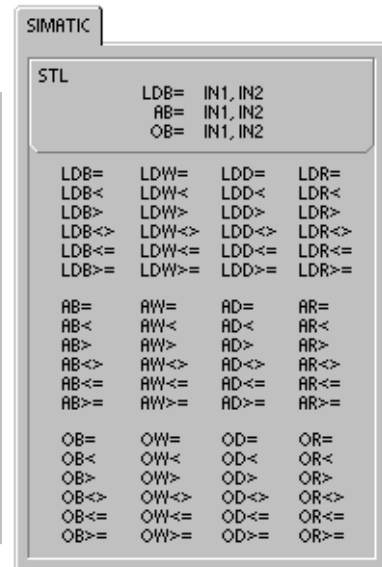 SIMATIC
STL
LDB= IN1, IN2
AB= IN1, IN2
OB= IN1, IN2
LDB= LDW= LDD= LDR=
LDB< LDW< LDD< LDR<
LDB> LDW> LDD> LDR>
LDB<> LDW<> LDD<> LDR<>
LDB<= LDW<= LDD<= LDR<=
LDB>= LDW>= LDD>= LDR>=
AB= AW= AD= AR=
AB< AW< AD< AR<
AB> AW> AD> AR>
AB<> AW<> AD<> AR<>
AB<= AW<= AD<= AR<=
AB>= AW>= AD>= AR>=
OB= OW= OD= OR=
OB< OW< OD< OR<
OB> OW> OD> OR>
OB<> OW<> OD<> OR<>
OB<= OW<= OD<= OR<=
OB>= OW>= OD>= OR>=